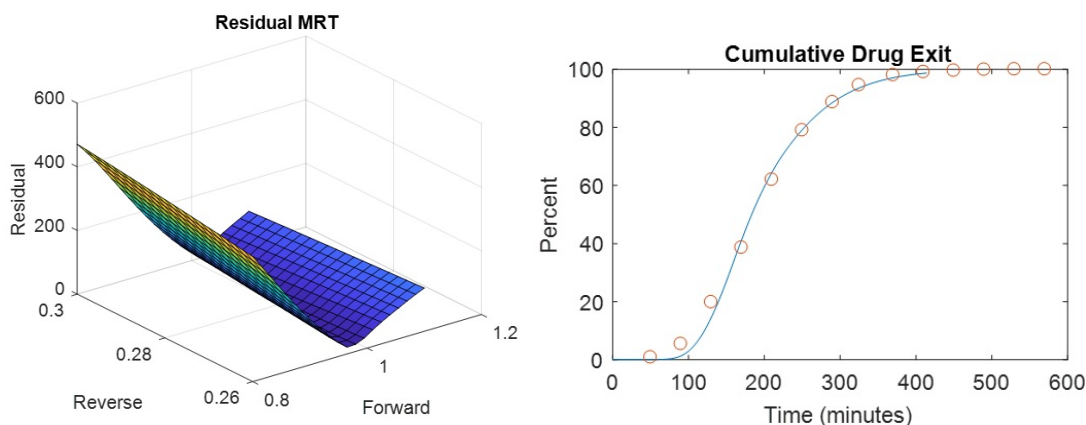 Residual MRT
600
400
200
0
Residual
0.3
0.28
0.26
Reverse
0.8
1
1.2
Forward
Cumulative Drug Exit
100
80
60
40
20
0
Percent
0 100 200 300 400 500 600
Time (minutes)